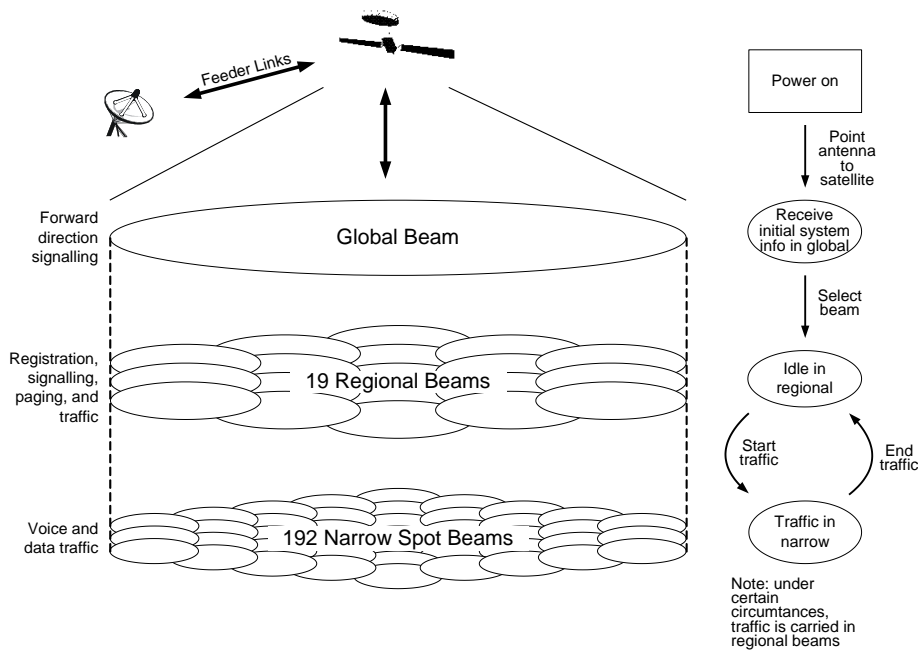 Feeder Links
Forward
direction
signalling
Global Beam
Registration,
signalling,
paging, and
traffic
19 Regional Beams
Voice and
data traffic
192 Narrow Spot Beams
Power on
Point
antenna
to
satellite
Receive
initial system
info in global
Select
beam
Idle in
regional
Start
traffic
End
traffic
Traffic in
narrow
Note: under
certain
circumtances,
traffic is carried in
regional beams